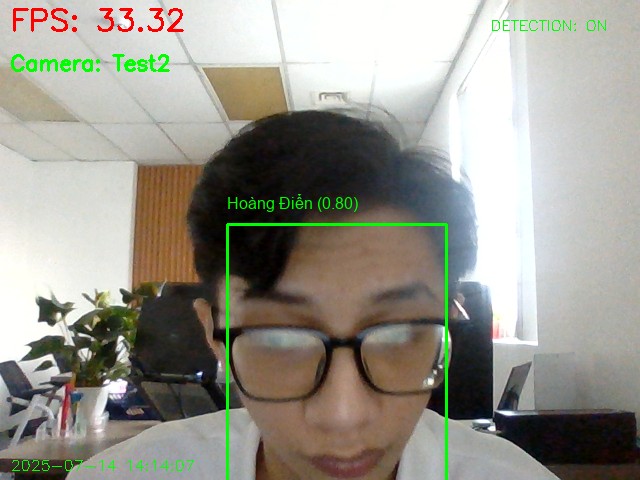 FPS: 33.32
DETECTION: ON
Camera: Test2
Hoàng Điển (0.80)
2025-07-14 14:14:07